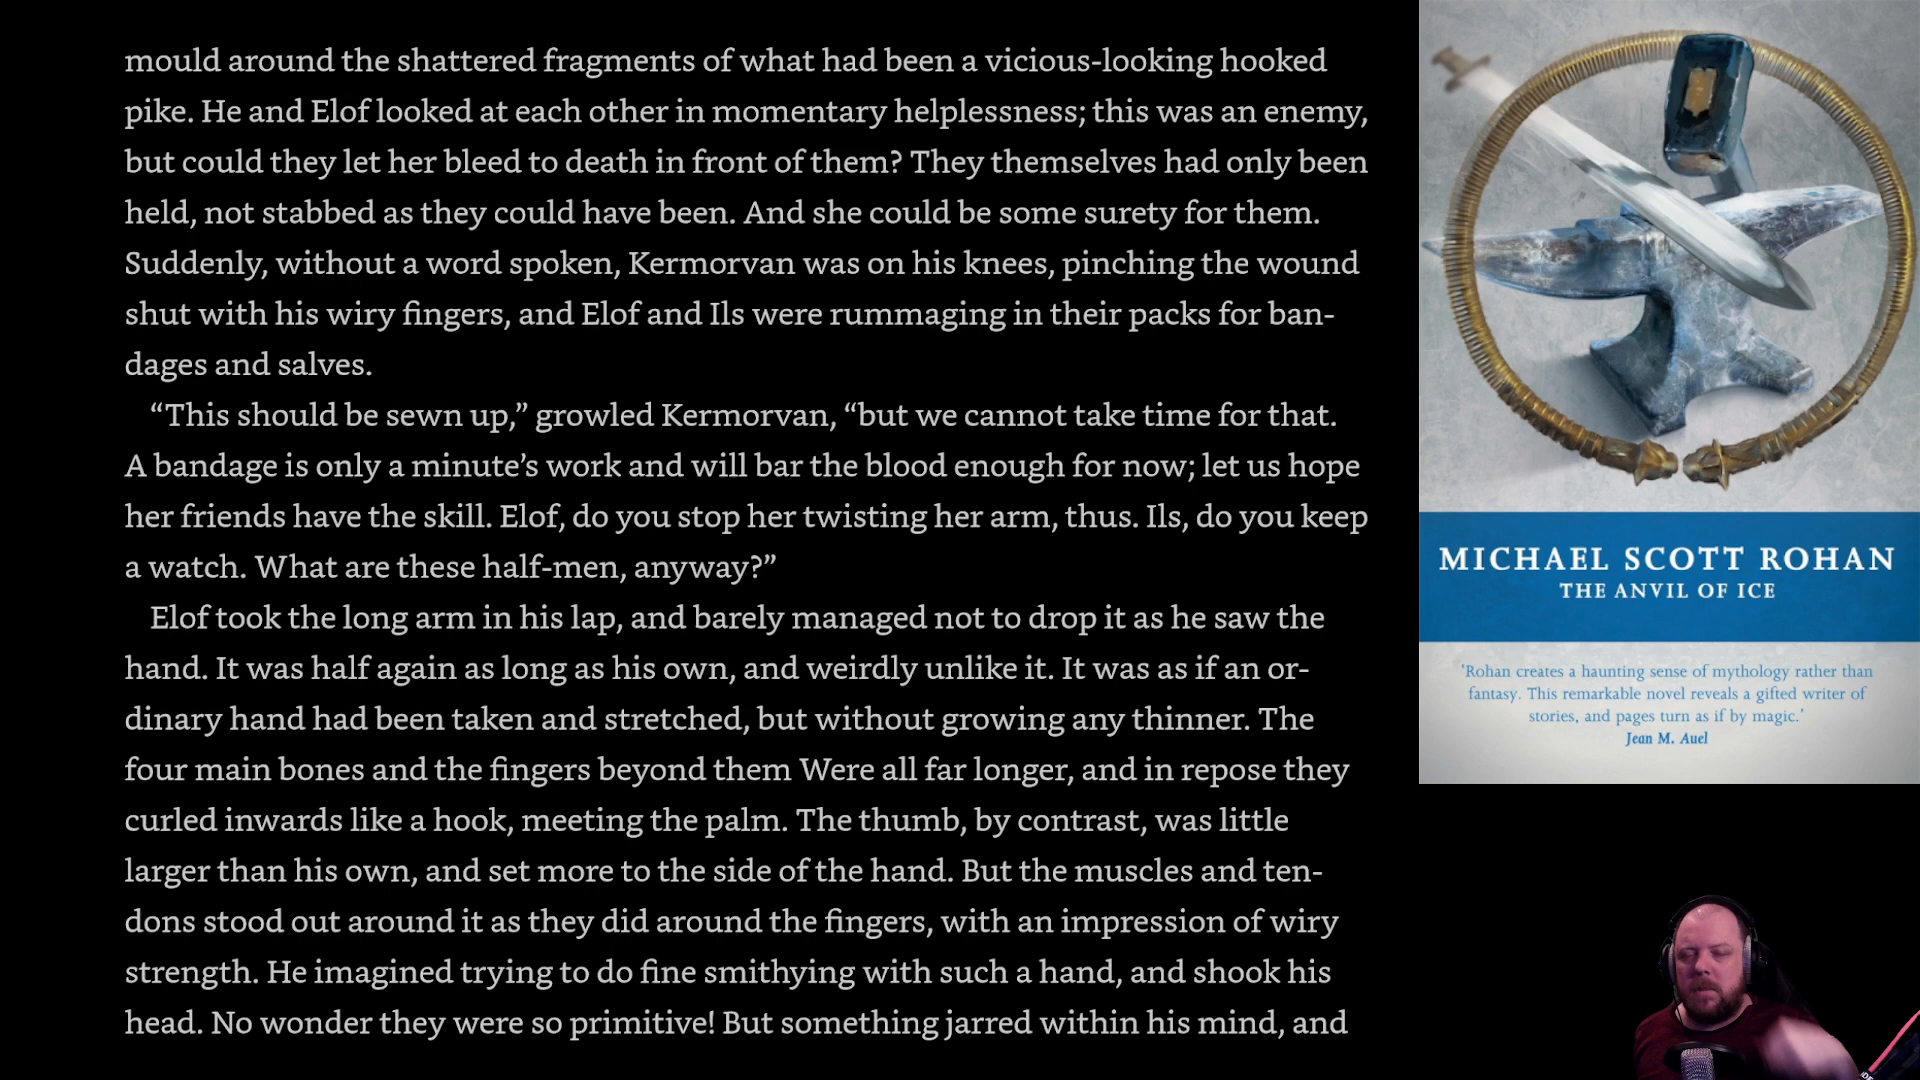 mould around the shattered fragments of what had been a vicious-looking hooked
pike. He and Elof looked at each other in momentary helplessness; this was an enemy,
but could they let her bleed to death in front of them? They themselves had only been
held, not stabbed as they could have been. And she could be some surety for them.
Suddenly, without a word spoken, Kermorvan was on his knees, pinching the wound
shut with his wiry fingers, and Elof and Ils were rummaging in their packs for ban-
dages and salves.
“This should be sewn up,” growled Kermorvan, “but we cannot take time for that.
A bandage is only a minute’s work and will bar the blood enough for now; let us hope
her friends have the skill. Elof, do you stop her twisting her arm, thus. Ils, do you keep
a watch. What are these half-men, anyway?”
Elof took the long arm in his lap, and barely managed not to drop it as he saw the
hand. It was half again as long as his own, and weirdly unlike it. It was as if an or-
dinary hand had been taken and stretched, but without growing any thinner. The
four main bones and the fingers beyond them Were all far longer, and in repose they
curled inwards like a hook, meeting the palm. The thumb, by contrast, was little
larger than his own, and set more to the side of the hand. But the muscles and ten-
dons stood out around it as they did around the fingers, with an impression of wiry
strength. He imagined trying to do fine smithying with such a hand, and shook his
head. No wonder they were so primitive! But something jarred within his mind, and
MICHAEL SCOTT ROHAN
THE ANVIL OF ICE
‘Rohan creates a haunting sense of mythology rather than
fantasy. This remarkable novel reveals a gifted writer of
stories, and pages turn as if by magic.’
Jean M. Auel